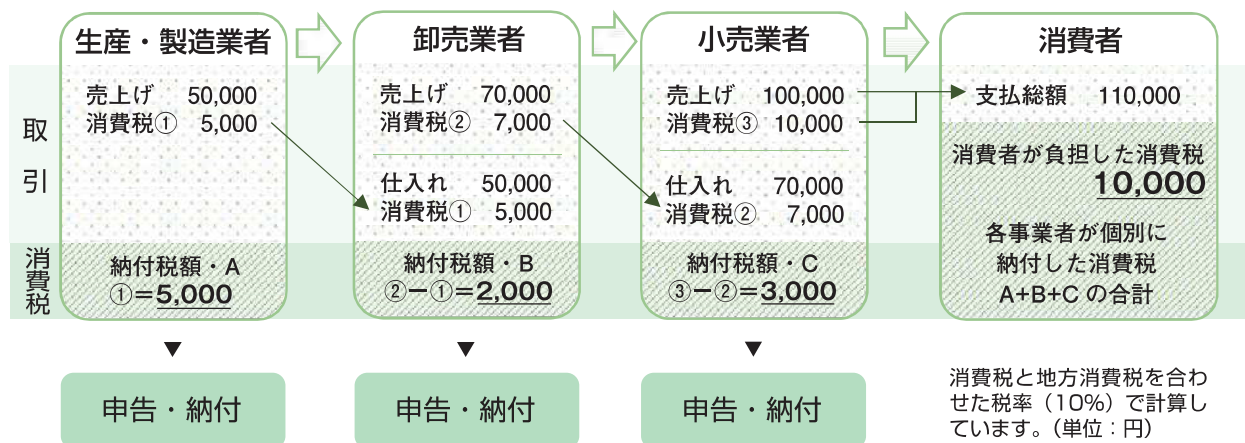 生産・製造業者
売上げ 50,000
消費税① 5,000
納付税額・A
①=5,000
申告・納付
卸売業者
売上げ 70,000
消費税② 7,000
仕入れ 50,000
消費税① 5,000
納付税額・B
②-①=2,000
申告・納付
小売業者
売上げ 100,000
消費税③ 10,000
仕入れ 70,000
消費税② 7,000
納付税額・C
③-②=3,000
申告・納付
消費者
支払総額 110,000
消費者が負担した消費税
10,000
各事業者が個別に
納付した消費税
A+B+Cの合計
取引
消費税
消費税と地方消費税を合わ
せた税率(10%)で計算し
ています。(単位:円)